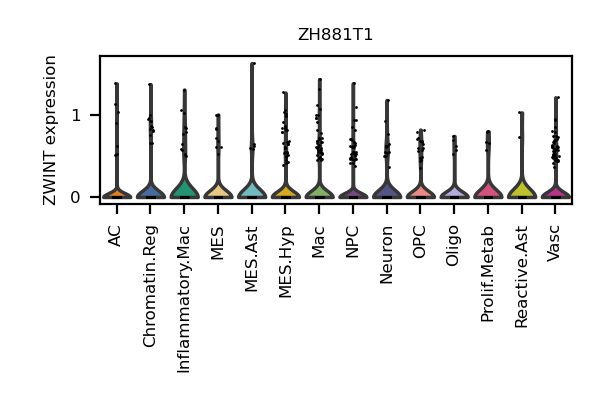 ZH881T1
ZWINT expression
1
0
AC
Chromatin.Reg
Inflammatory.Mac
MES
MES.Ast
MES.Hyp
Mac
NPC
Neuron
OPC
Oligo
Prolif.Metab
Reactive.Ast
Vasc